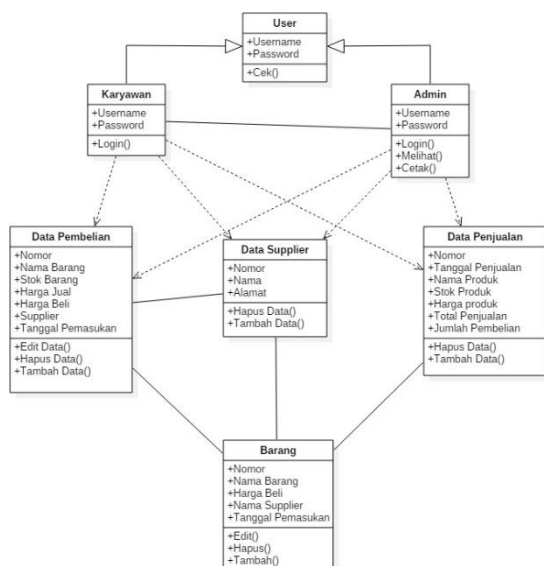 User
+Username
+Password
+Cek()
Karyawan
+Username
+Password
+Login()
Admin
+Username
+Password
+Login()
+Melihat()
+Cetak()
Data Pembelian
+Nomor
+Nama Barang
+Stok Barang
+Harga Jual
+Harga Beli
+Supplier
+Tanggal Pemasukan
+Edit Data()
+Hapus Data()
+Tambah Data()
Data Supplier
+Nomor
+Nama
+Alamat
+Hapus Data()
+Tambah Data()
Data Penjualan
+Nomor
+Tanggal Penjualan
+Nama Produk
+Stok Produk
+Harga produk
+Total Penjualan
+Jumlah Pembelian
+Hapus Data()
+Tambah Data()
Barang
+Nomor
+Nama Barang
+Harga Beli
+Nama Supplier
+Tanggal Pemasukan
+Edit()
+Hapus()
+Tambah()